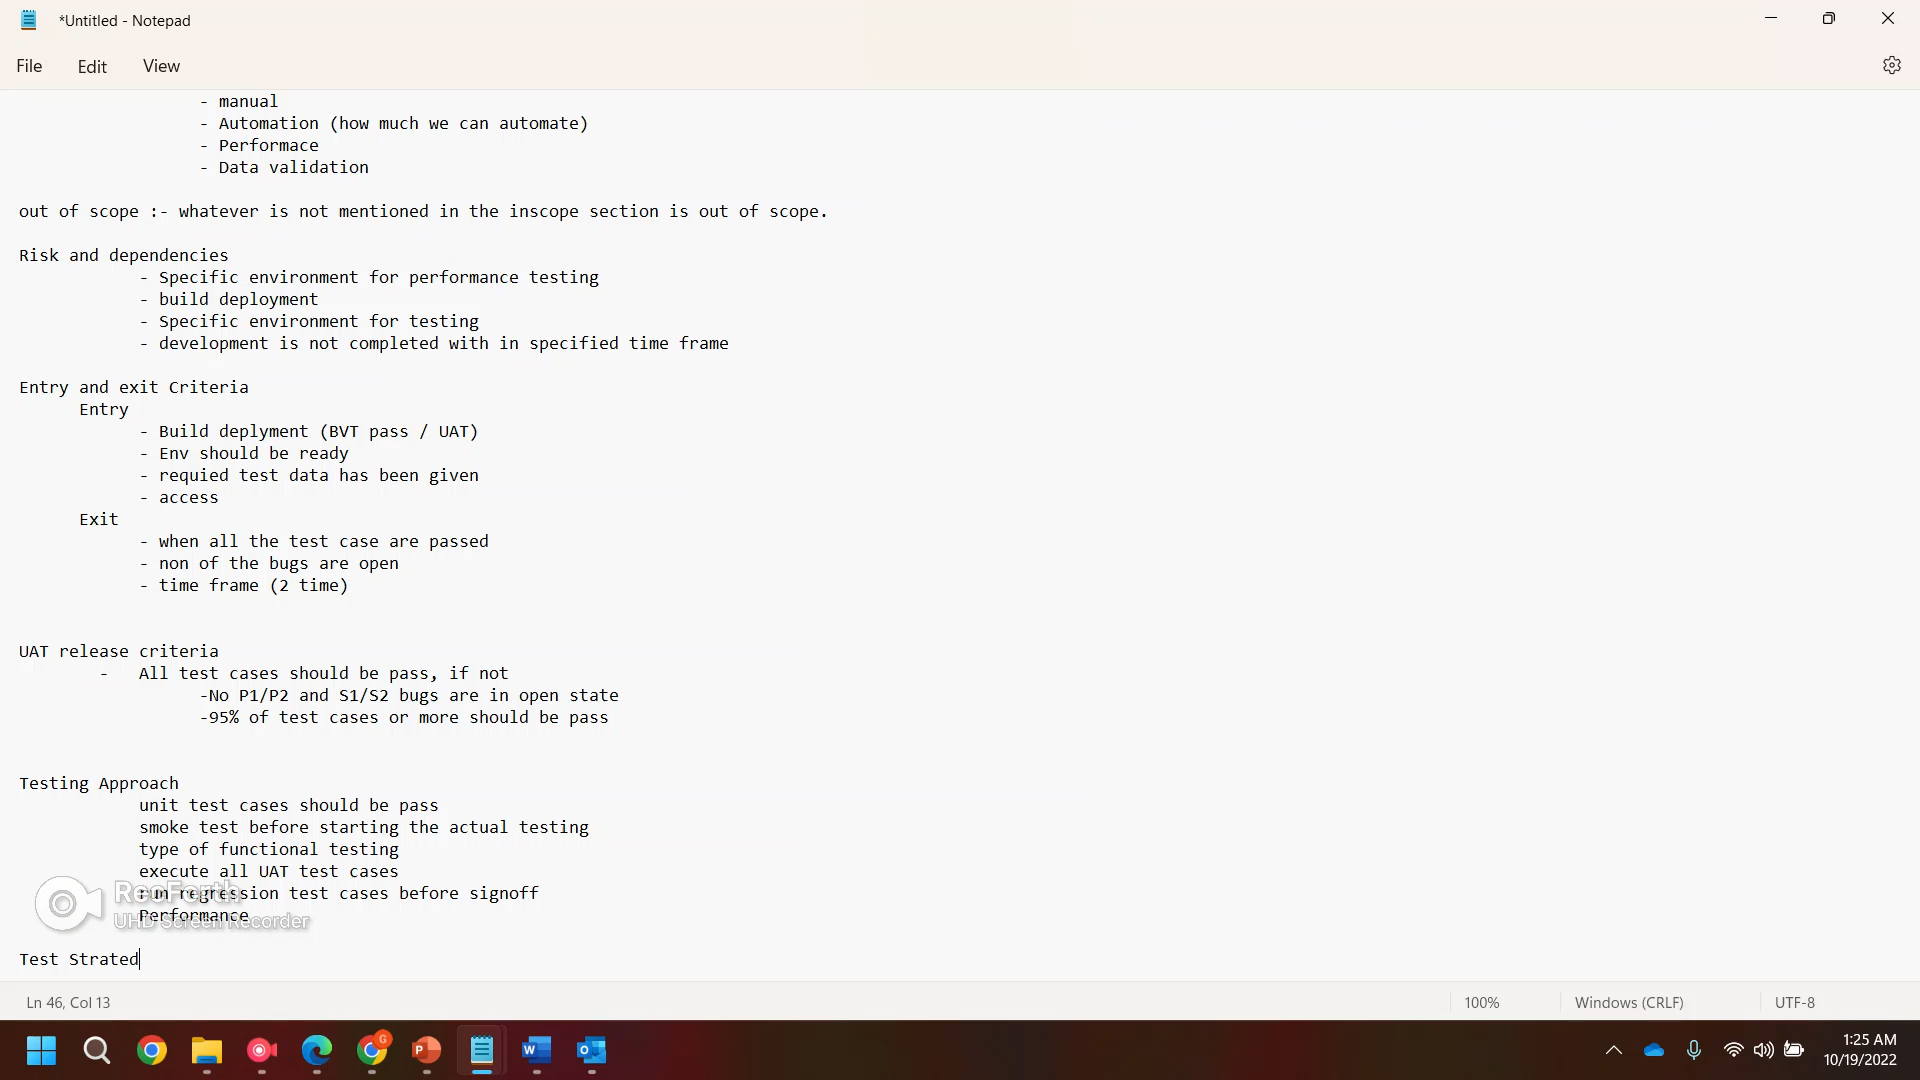 *Untitled - Notepad
File Edit View
- manual
- Automation (how much we can automate)
- Performace
- Data validation
out of scope :- whatever is not mentioned in the inscope section is out of scope.
Risk and dependencies
- Specific environment for performance testing
- build deployment
- Specific environment for testing
- development is not completed with in specified time frame
Entry and exit Criteria
Entry
- Build deplyment (BVT pass / UAT)
- Env should be ready
- requied test data has been given
- access
Exit
- when all the test case are passed
- non of the bugs are open
- time frame (2 time)
UAT release criteria
- All test cases should be pass, if not
-No P1/P2 and S1/S2 bugs are in open state
-95% of test cases or more should be pass
Testing Approach
unit test cases should be pass
smoke test before starting the actual testing
type of functional testing
execute all UAT test cases
run regression test cases before signoff
Performance
RecForth
UHD Screen Recorder
Test Strated
Ln 46, Col 13 100% Windows (CRLF) UTF-8
G P W O
1:25 AM
10/19/2022